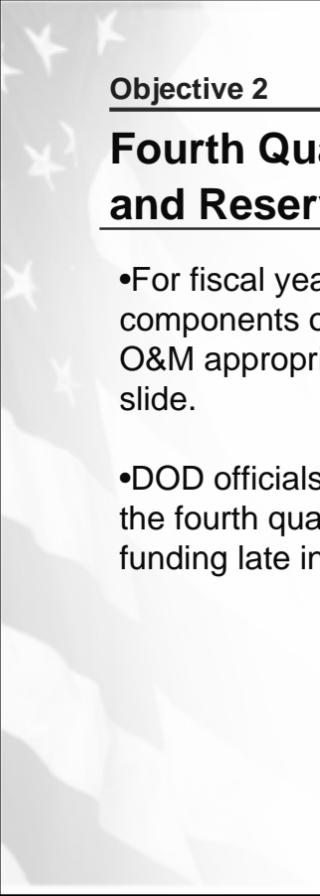 Objective 2
Fourth Qu
and Reser
•For fiscal yea
components o
O&M appropri
slide.
•DOD officials
the fourth qua
funding late in